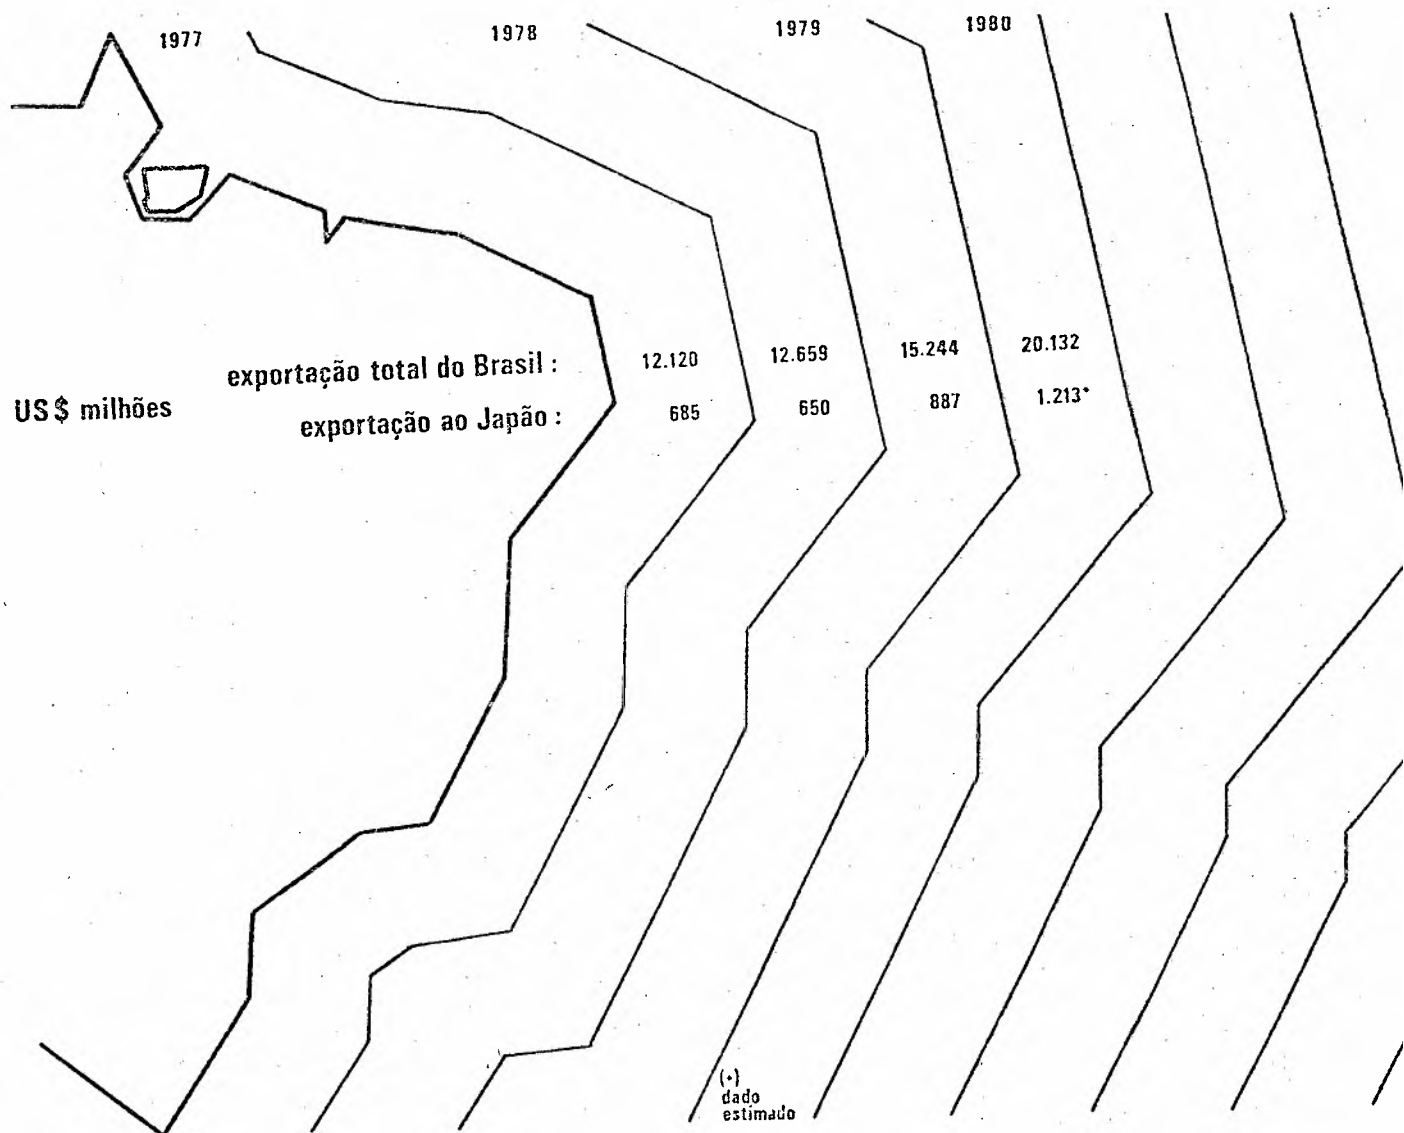 1977 1978 1979 1980
exportação total do Brasil : 12.120 12.659 15.244 20.132
US$ milhões
exportação ao Japão : 685 650 887 1.213*
(*)
dado
estimado